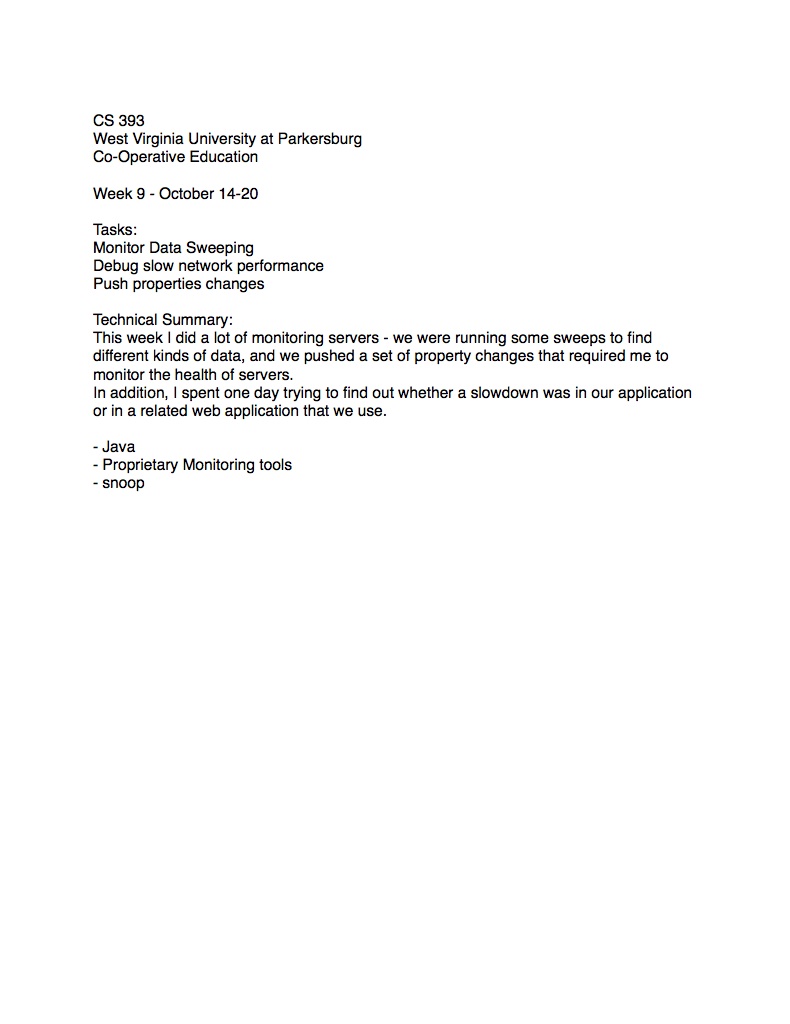 CS 393
West Virginia University at Parkersburg
Co-Operative Education
Week 9 - October 14-20
Tasks:
Monitor Data Sweeping
Debug slow network performance
Push properties changes
Technical Summary:
This week I did a lot of monitoring servers - we were running some sweeps to find
different kinds of data, and we pushed a set of property changes that required me to
monitor the health of servers.
In addition, I spent one day trying to find out whether a slowdown was in our application
or in a related web application that we use.
- Java
- Proprietary Monitoring tools
- snoop